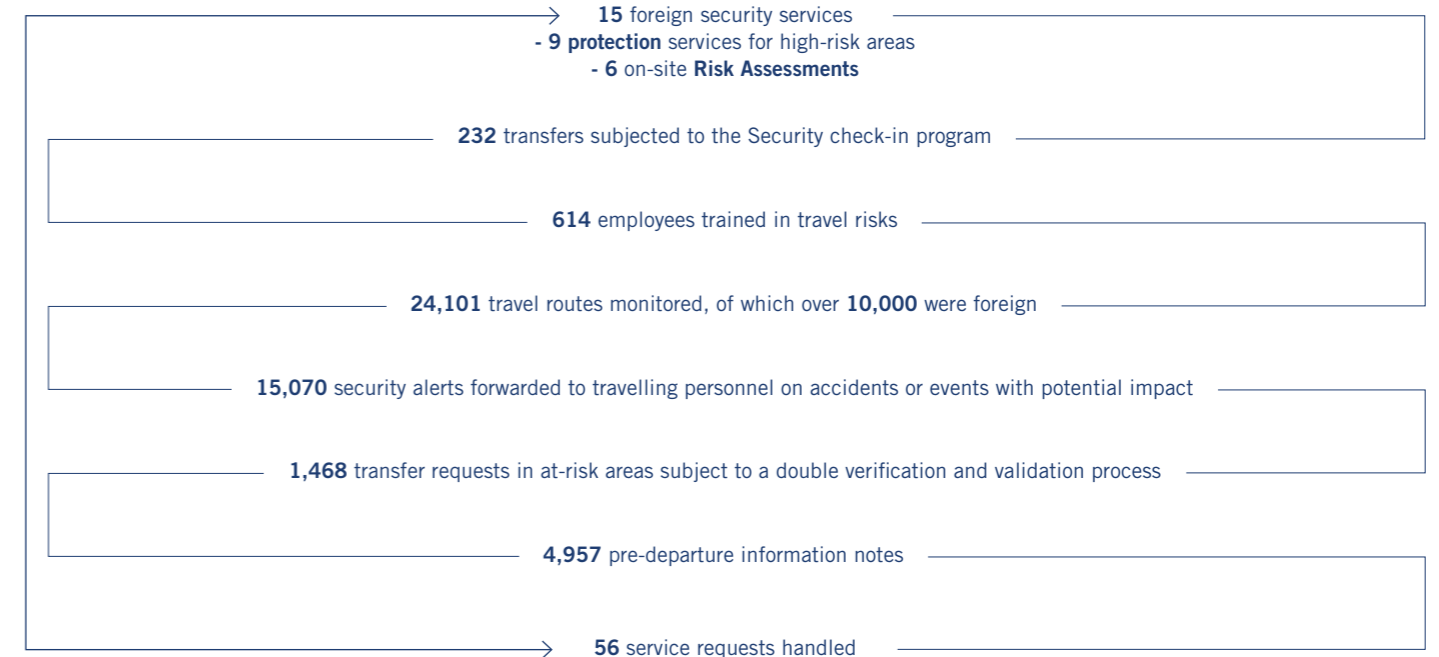 15 foreign security services
- 9 protection services for high-risk areas
- 6 on-site Risk Assessments
232 transfers subjected to the Security check-in program
614 employees trained in travel risks
24,101 travel routes monitored, of which over 10,000 were foreign
15,070 security alerts forwarded to travelling personnel on accidents or events with potential impact
1,468 transfer requests in at-risk areas subject to a double verification and validation process
4,957 pre-departure information notes
56 service requests handled